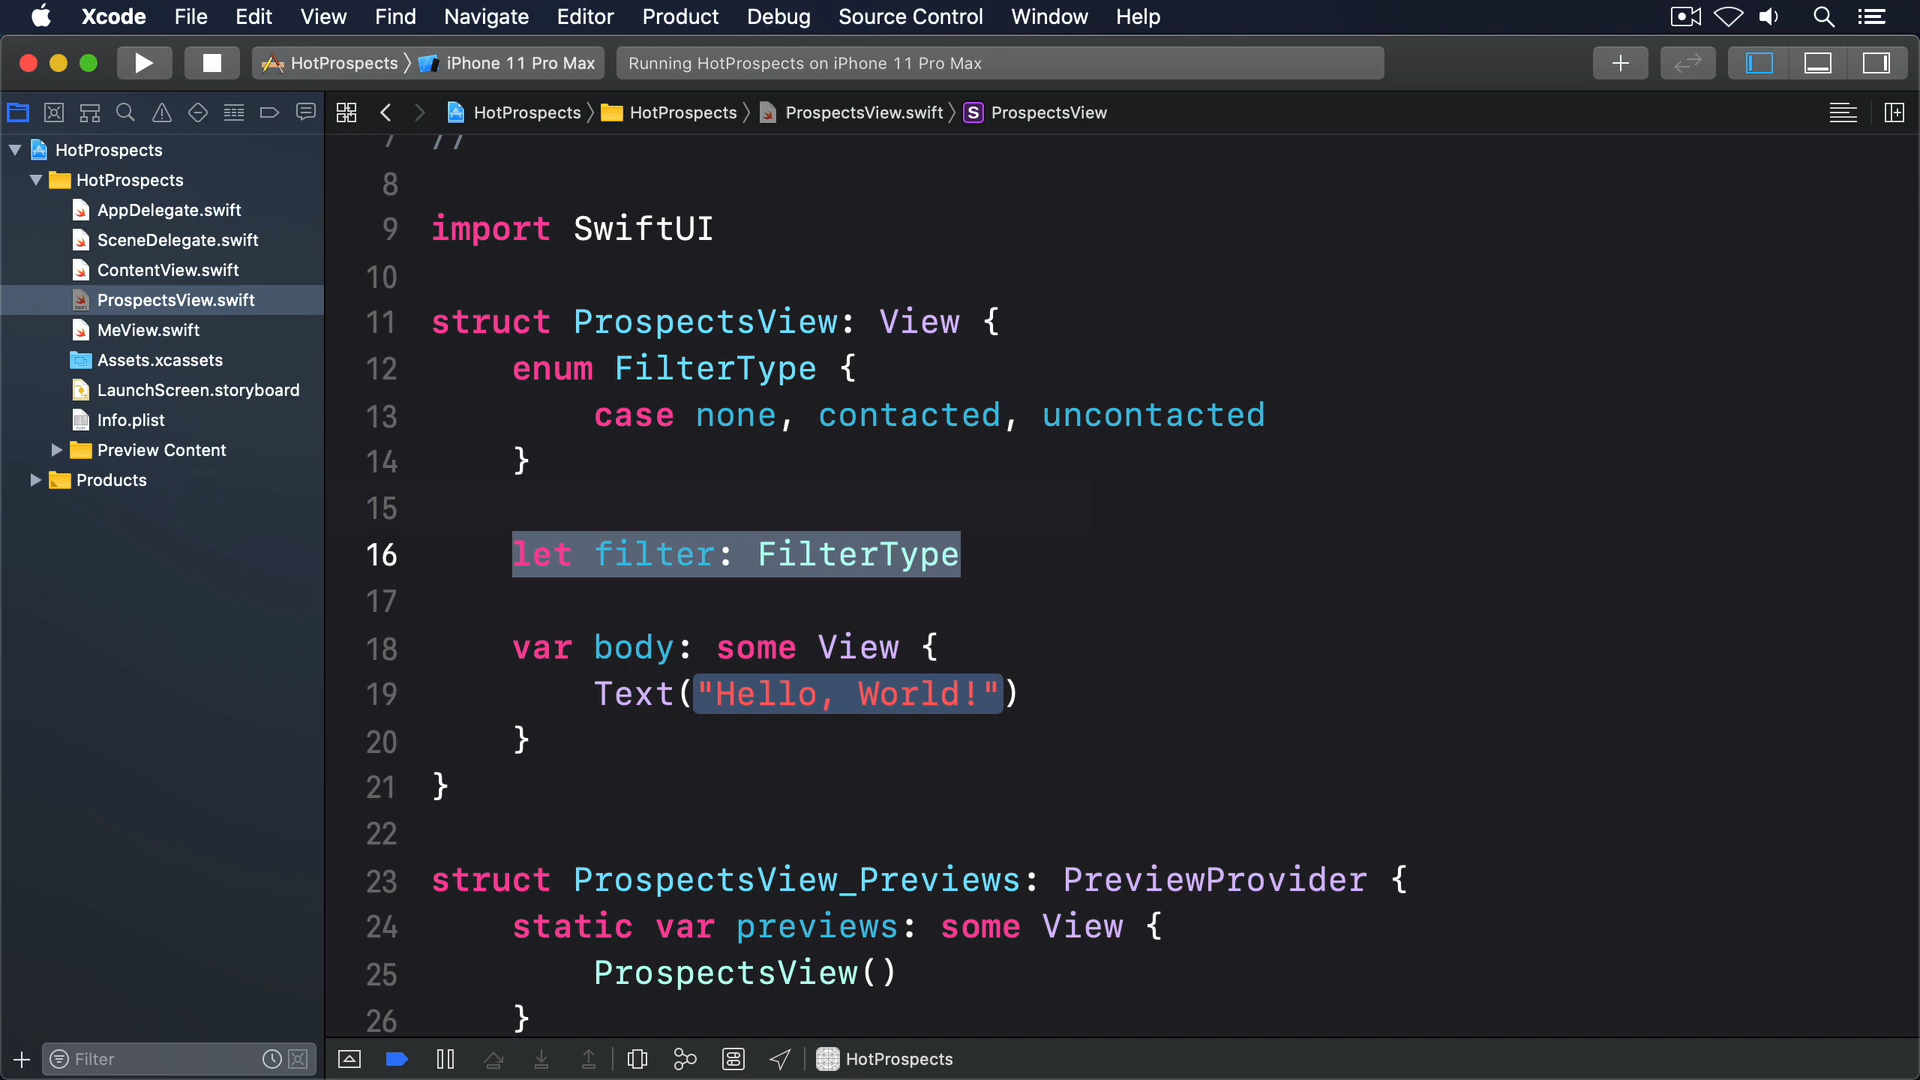 Xcode File Edit View Find Navigate Editor Product Debug Source Control Window Help
HotProspects iPhone 11 Pro Max Running HotProspects on iPhone 11 Pro Max
HotProspects HotProspects ProspectsView.swift S ProspectsView
HotProspects
HotProspects
AppDelegate.swift
SceneDelegate.swift
ContentView.swift
ProspectsView.swift
MeView.swift
Assets.xcassets
LaunchScreen.storyboard
Info.plist
Preview Content
Products
Filter
7 //
8
9 import SwiftUI
10
11 struct ProspectsView: View {
12 enum FilterType {
13 case none, contacted, uncontacted
14 }
15
16 let filter: FilterType
17
18 var body: some View {
19 Text("Hello, World!")
20 }
21 }
22
23 struct ProspectsView_Previews: PreviewProvider {
24 static var previews: some View {
25 ProspectsView()
26 }
HotProspects